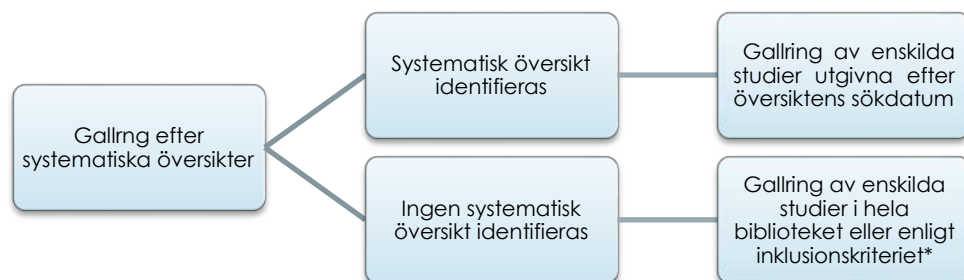 Gallrng efter
systematiska översikter
Systematisk översikt
identifieras
Gallring av enskilda
studier utgivna efter
översiktens sökdatum
Ingen systematisk
översikt identifieras
Gallring av enskilda
studier i hela
biblioteket eller enligt
inklusionskriteriet*